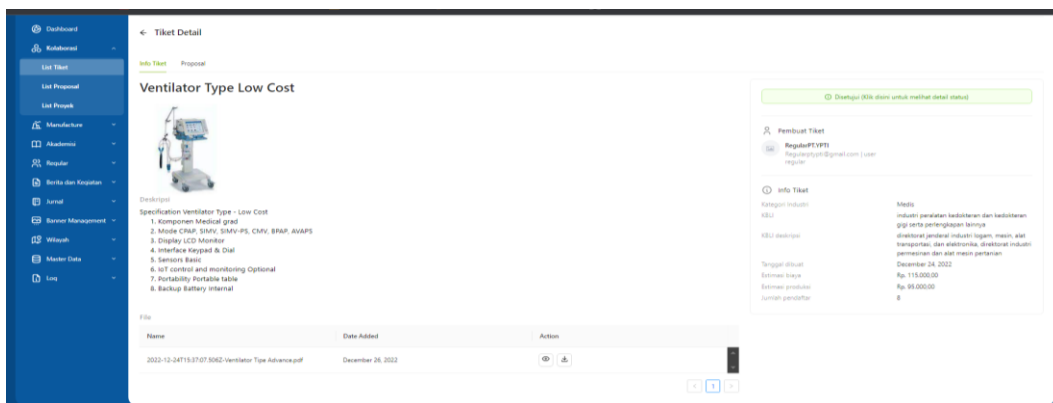 Dashboard
Kolaborasi
List Tiket
List Proposal
List Proyek
Manufacture
Akademisi
Regular
Berita dan Kegiatan
Jurnal
Banner Management
Wilayah
Master Data
Log
← Tiket Detail
Info Tiket Proposal
Ventilator Type Low Cost
Deskripsi
Specification Ventilator Type - Low Cost
1. Komponen Medical grad
2. Mode CPAP, SIMV, SIMV-PS, CMV, BPAP, AVAPS
3. Display LCD Monitor
4. Interface Keypad & Dial
5. Sensors Basic
6. IoT control and monitoring Optional
7. Portability Portable table
8. Backup Battery Internal
File
Name Date Added Action
2022-12-24T15:37:07.506Z-Ventilator Tipe Advance.pdf December 26, 2022
1
Disetujui (Klik disini untuk melihat detail status)
Pembuat Tiket
RegulerPT.YPTI
Regulerptypti@gmail.com | user
regular
Info Tiket
Kategori industri Medis
KBLI industri peralatan kedokteran dan kedokteran
gigi serta perlengkapan lainnya
KBLI deskripsi direktorat jenderal industri logam, mesin, alat
transportasi, dan elektronika, direktorat industri
permesinan dan alat mesin pertanian
Tanggal dibuat December 24, 2022
Estimasi biaya Rp. 115.000,00
Estimasi produksi Rp. 95.000,00
Jumlah pendaftar 8